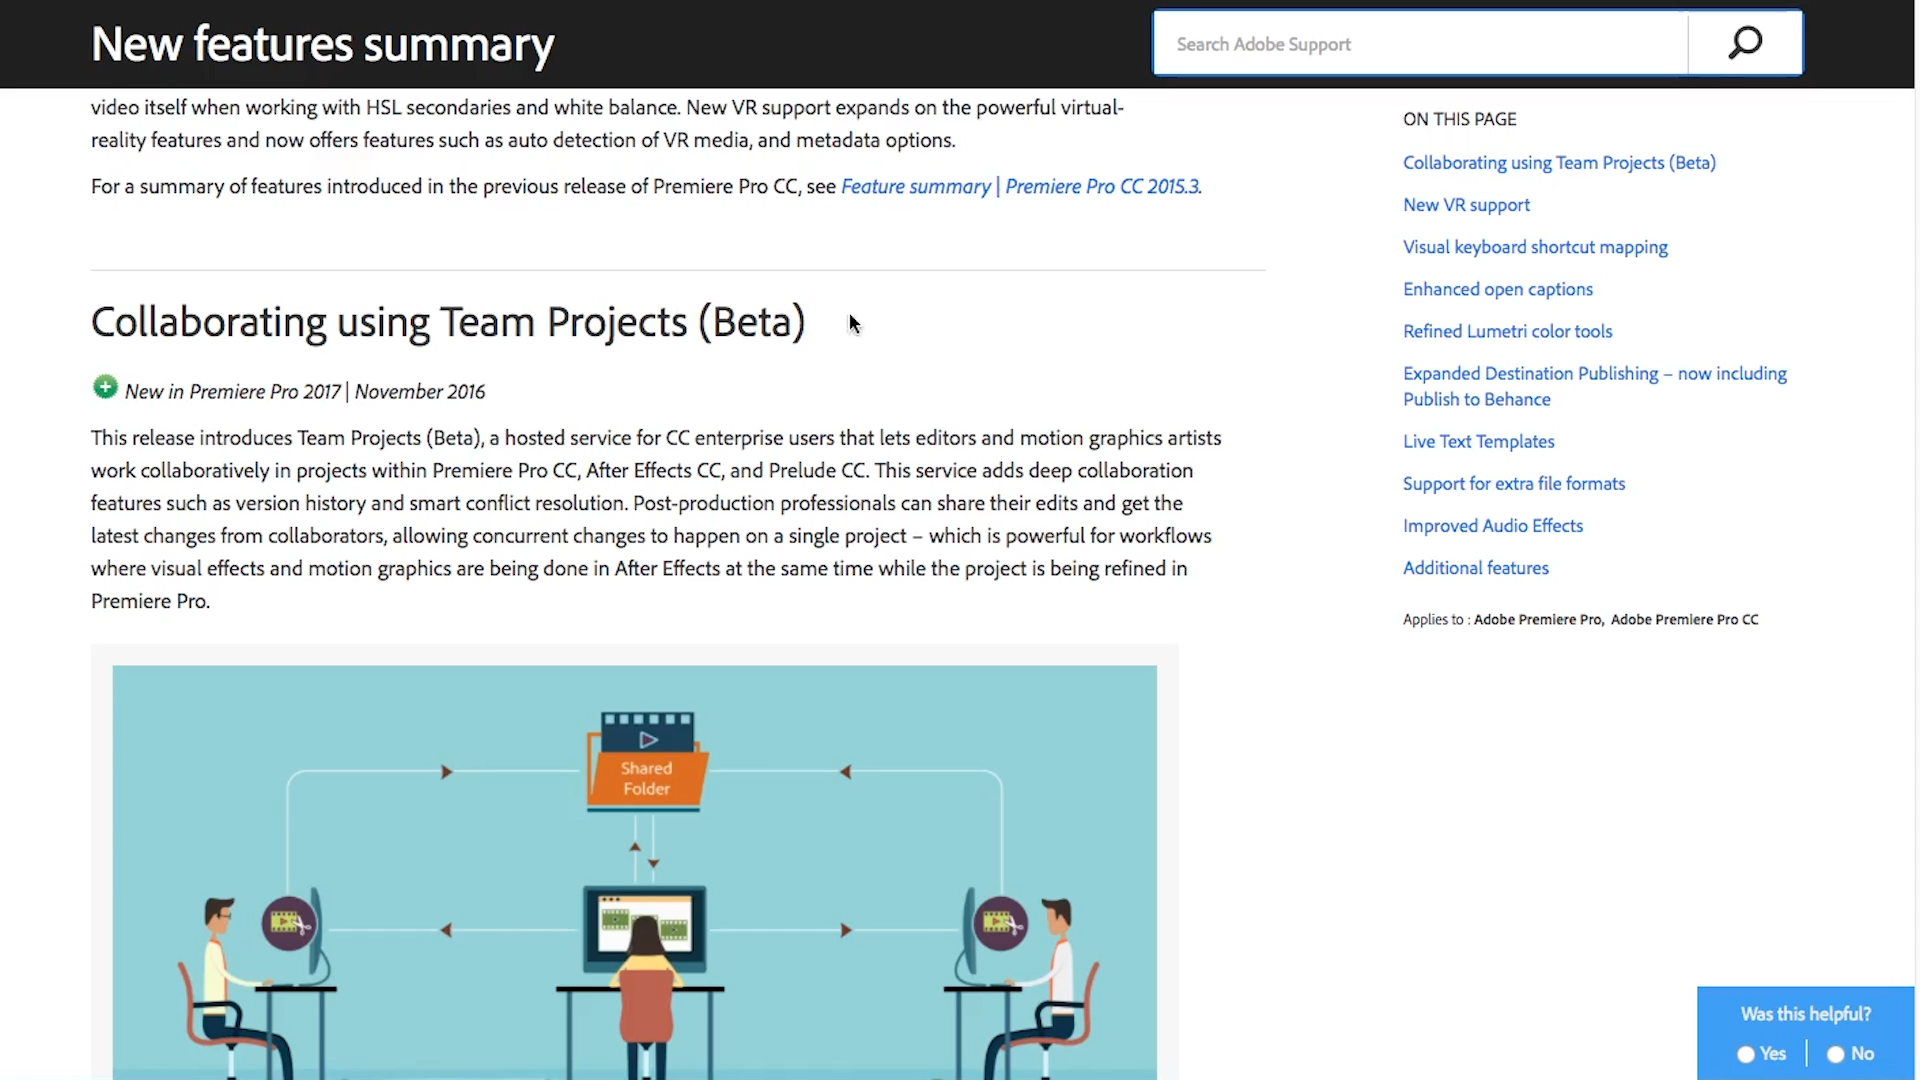 New features summary
Search Adobe Support
video itself when working with HSL secondaries and white balance. New VR support expands on the powerful virtual-
reality features and now offers features such as auto detection of VR media, and metadata options.
For a summary of features introduced in the previous release of Premiere Pro CC, see Feature summary | Premiere Pro CC 2015.3.
Collaborating using Team Projects (Beta)
New in Premiere Pro 2017 | November 2016
This release introduces Team Projects (Beta), a hosted service for CC enterprise users that lets editors and motion graphics artists
work collaboratively in projects within Premiere Pro CC, After Effects CC, and Prelude CC. This service adds deep collaboration
features such as version history and smart conflict resolution. Post-production professionals can share their edits and get the
latest changes from collaborators, allowing concurrent changes to happen on a single project – which is powerful for workflows
where visual effects and motion graphics are being done in After Effects at the same time while the project is being refined in
Premiere Pro.
Shared
Folder
ON THIS PAGE
Collaborating using Team Projects (Beta)
New VR support
Visual keyboard shortcut mapping
Enhanced open captions
Refined Lumetri color tools
Expanded Destination Publishing – now including
Publish to Behance
Live Text Templates
Support for extra file formats
Improved Audio Effects
Additional features
Applies to : Adobe Premiere Pro, Adobe Premiere Pro CC
Was this helpful?
Yes | No